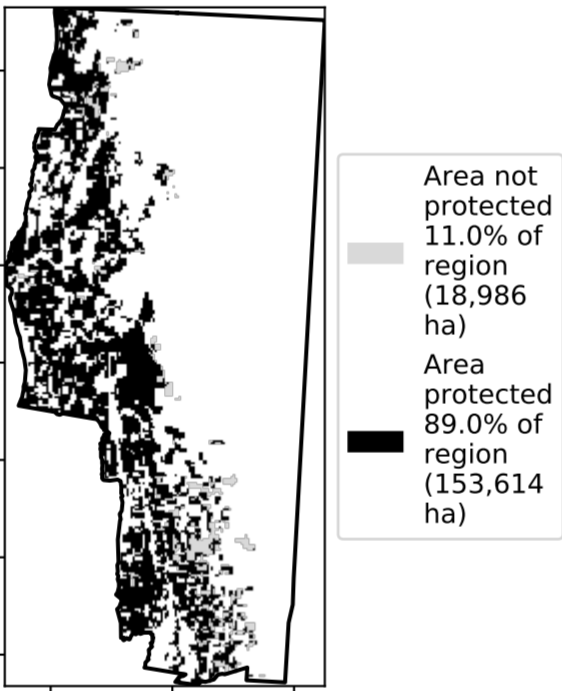 Area not
protected
11.0% of
region
(18,986
ha)
Area
protected
89.0% of
region
(153,614
ha)